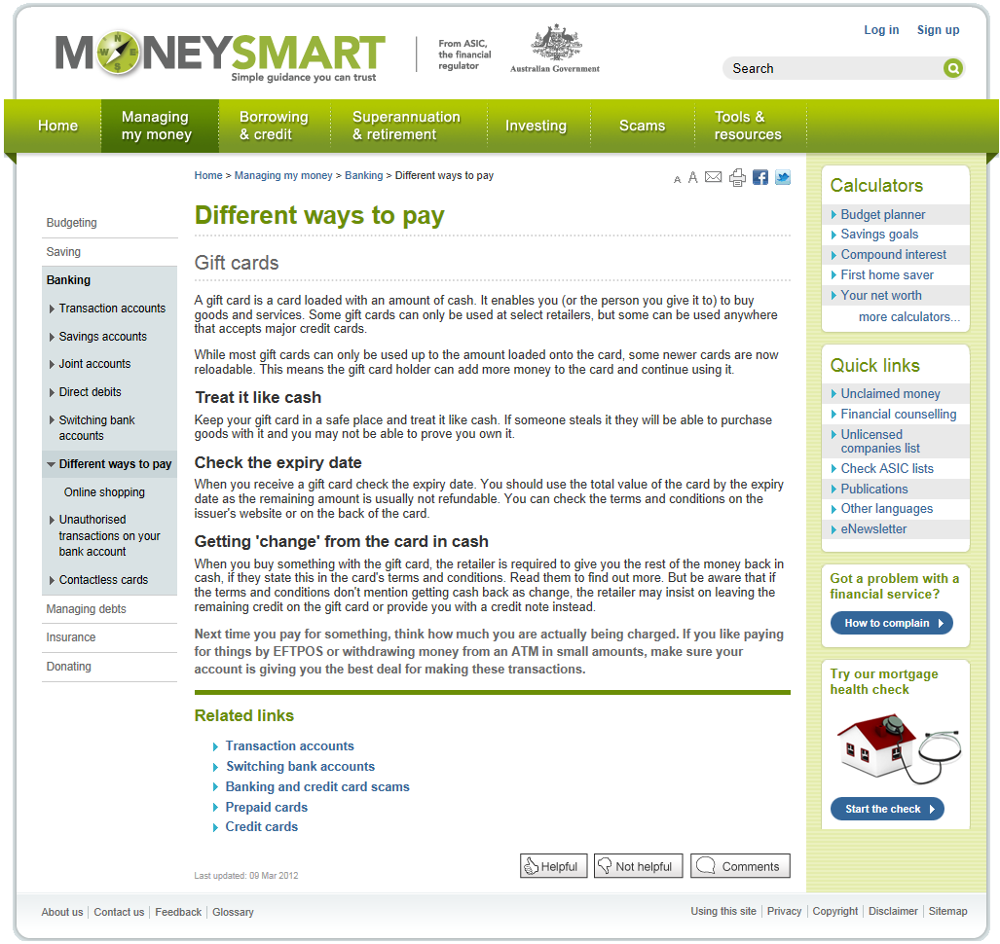 MONEYSMART
Simple guidance you can trust
From ASIC,
the financial
regulator
Australian Government
Log in
Sign up
Search
Home
Managing
my money
Borrowing
& credit
Superannuation
& retirement
Investing
Scams
Tools &
resources
Home > Managing my money > Banking > Different ways to pay
A A
Budgeting
Saving
Banking
Transaction accounts
Savings accounts
Joint accounts
Direct debits
Switching bank
accounts
Different ways to pay
Online shopping
Unauthorised
transactions on your
bank account
Contactless cards
Managing debts
Insurance
Donating
Different ways to pay
Gift cards
A gift card is a card loaded with an amount of cash. It enables you (or the person you give it to) to buy
goods and services. Some gift cards can only be used at select retailers, but some can be used anywhere
that accepts major credit cards.
While most gift cards can only be used up to the amount loaded onto the card, some newer cards are now
reloadable. This means the gift card holder can add more money to the card and continue using it.
Treat it like cash
Keep your gift card in a safe place and treat it like cash. If someone steals it they will be able to purchase
goods with it and you may not be able to prove you own it.
Check the expiry date
When you receive a gift card check the expiry date. You should use the total value of the card by the expiry
date as the remaining amount is usually not refundable. You can check the terms and conditions on the
issuer's website or on the back of the card.
Getting 'change' from the card in cash
When you buy something with the gift card, the retailer is required to give you the rest of the money back in
cash, if they state this in the card's terms and conditions. Read them to find out more. But be aware that if
the terms and conditions don't mention getting cash back as change, the retailer may insist on leaving the
remaining credit on the gift card or provide you with a credit note instead.
Next time you pay for something, think how much you are actually being charged. If you like paying
for things by EFTPOS or withdrawing money from an ATM in small amounts, make sure your
account is giving you the best deal for making these transactions.
Related links
Transaction accounts
Switching bank accounts
Banking and credit card scams
Prepaid cards
Credit cards
Last updated: 09 Mar 2012
Helpful
Not helpful
Comments
Calculators
Budget planner
Savings goals
Compound interest
First home saver
Your net worth
more calculators...
Quick links
Unclaimed money
Financial counselling
Unlicensed
companies list
Check ASIC lists
Publications
Other languages
eNewsletter
Got a problem with a
financial service?
How to complain
Try our mortgage
health check
Start the check
About us | Contact us | Feedback | Glossary
Using this site | Privacy | Copyright | Disclaimer | Sitemap